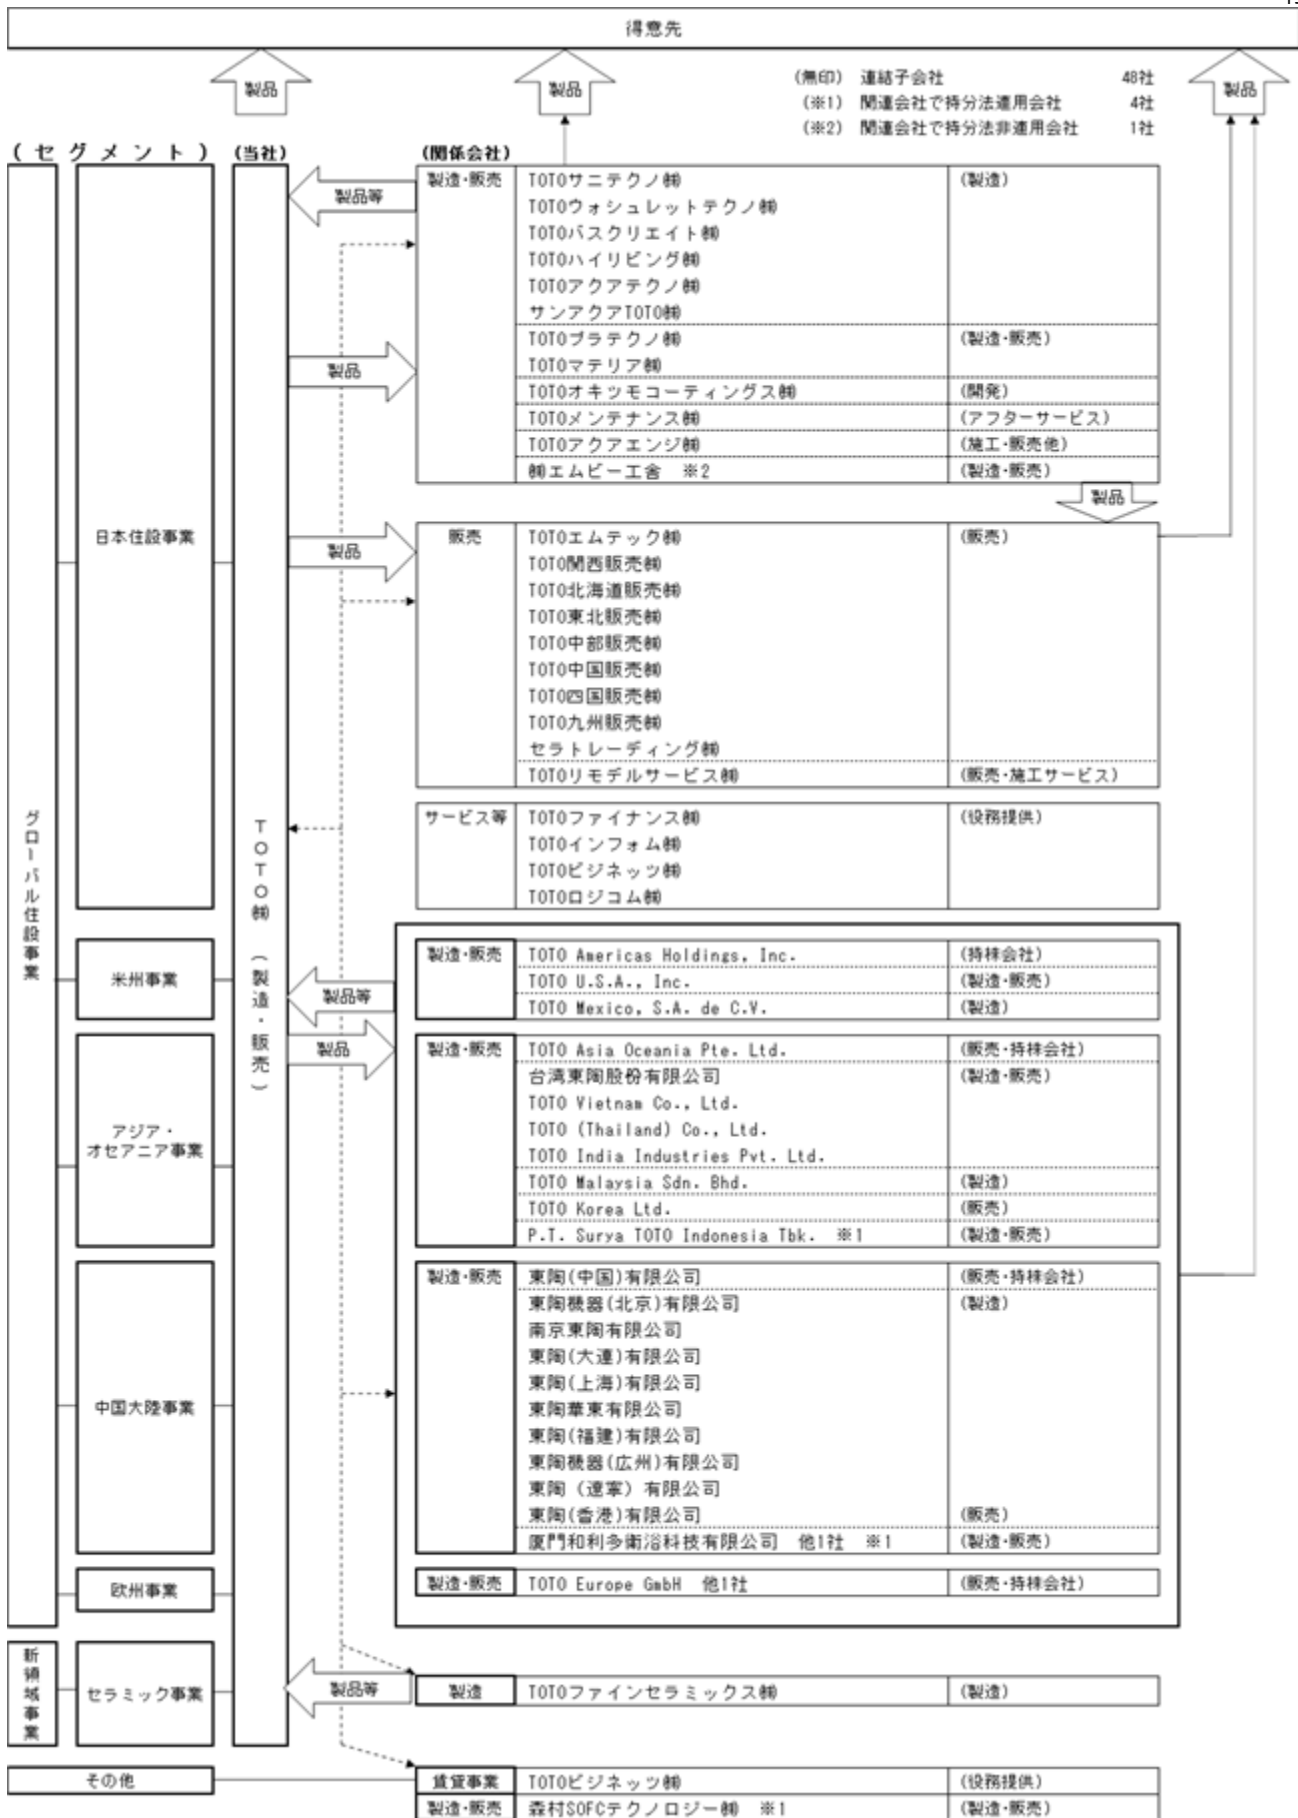 得意先
製品
製品
製品
(無印) 連結子会社 48社
(※1) 関連会社で持分法適用会社 4社
(※2) 関連会社で持分法非適用会社 1社
(セグメント) (当社) (関係会社)
グローバル住設事業
日本住設事業
TOTO㈱ (製造・販売)
製品等
製造・販売
TOTOサニテクノ㈱ (製造)
TOTOウォシュレットテクノ㈱
TOTOバスクリエイト㈱
TOTOハイリビング㈱
TOTOアクアテクノ㈱
サンアクアTOTO㈱
製品
TOTOプラテクノ㈱ (製造・販売)
TOTOマテリア㈱
TOTOオキツモコーティングス㈱ (開発)
TOTOメンテナンス㈱ (アフターサービス)
TOTOアクアエンジ㈱ (施工・販売他)
㈱エムビー工舎 ※2 (製造・販売)
製品
製品
販売
TOTOエムテック㈱ (販売)
TOTO関西販売㈱
TOTO北海道販売㈱
TOTO東北販売㈱
TOTO中部販売㈱
TOTO中国販売㈱
TOTO四国販売㈱
TOTO九州販売㈱
セラトレーディング㈱
TOTOリモデルサービス㈱ (販売・施工サービス)
サービス等
TOTOファイナンス㈱ (役務提供)
TOTOインフォム㈱
TOTOビジネッツ㈱
TOTOロジコム㈱
米州事業
製品等
製造・販売
TOTO Americas Holdings, Inc. (持株会社)
TOTO U.S.A., Inc. (製造・販売)
TOTO Mexico, S.A. de C.V. (製造)
アジア・
オセアニア事業
製品
製造・販売
TOTO Asia Oceania Pte. Ltd. (販売・持株会社)
台湾東陶股份有限公司 (製造・販売)
TOTO Vietnam Co., Ltd.
TOTO (Thailand) Co., Ltd.
TOTO India Industries Pvt. Ltd.
TOTO Malaysia Sdn. Bhd. (製造)
TOTO Korea Ltd. (販売)
P.T. Surya TOTO Indonesia Tbk. ※1 (製造・販売)
中国大陸事業
製造・販売
東陶(中国)有限公司 (販売・持株会社)
東陶機器(北京)有限公司 (製造)
南京東陶有限公司
東陶(大連)有限公司
東陶(上海)有限公司
東陶華東有限公司
東陶(福建)有限公司
東陶機器(広州)有限公司
東陶(遼寧)有限公司
東陶(香港)有限公司 (販売)
厦門和利多衛浴科技有限公司 他1社 ※1 (製造・販売)
欧州事業
製造・販売
TOTO Europe GmbH 他1社 (販売・持株会社)
新領域事業
セラミック事業
製品等
製造
TOTOファインセラミックス㈱ (製造)
その他
賃貸事業
TOTOビジネッツ㈱ (役務提供)
製造・販売
森村SOFCテクノロジー㈱ ※1 (製造・販売)